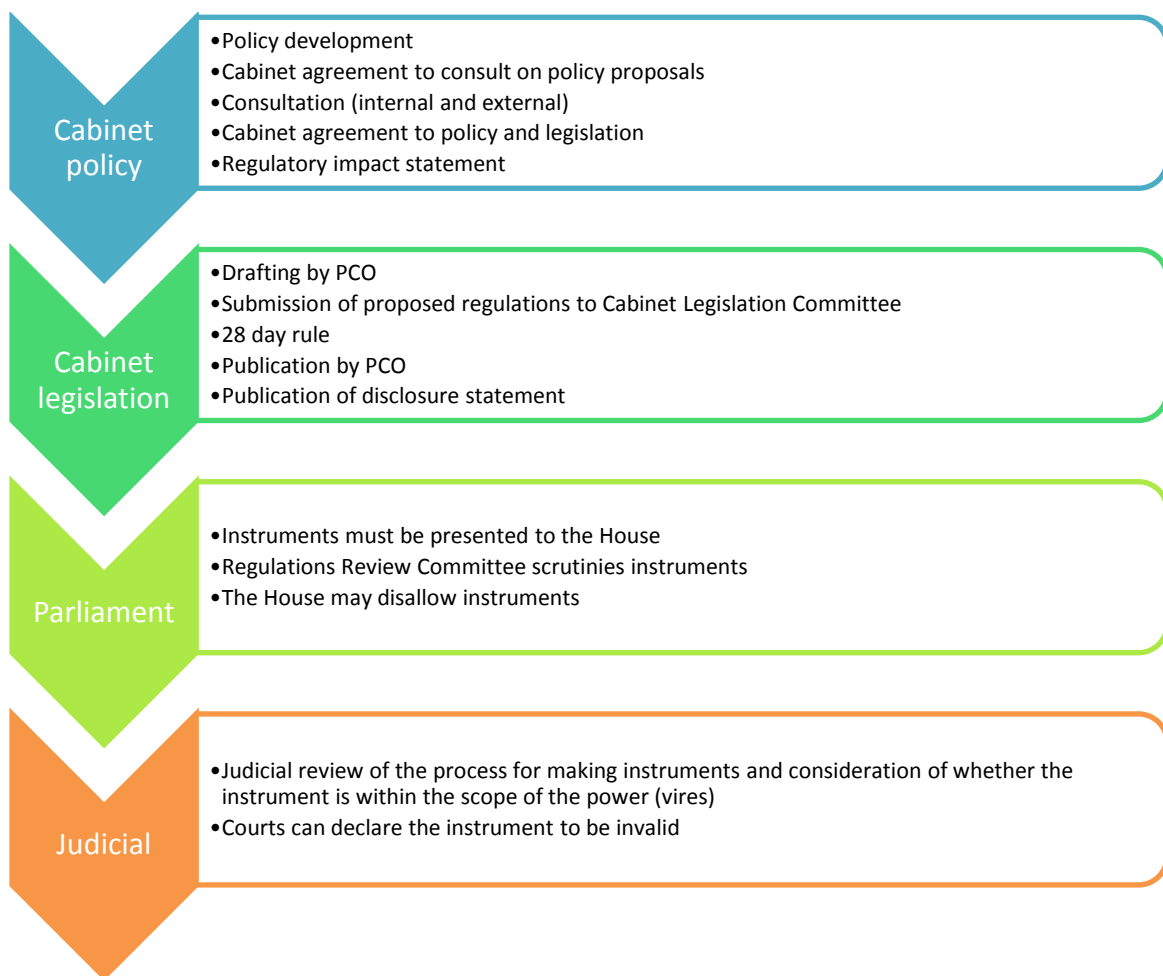 Cabinet
policy
•Policy development
•Cabinet agreement to consult on policy proposals
•Consultation (internal and external)
•Cabinet agreement to policy and legislation
•Regulatory impact statement
Cabinet
legislation
•Drafting by PCO
•Submission of proposed regulations to Cabinet Legislation Committee
•28 day rule
•Publication by PCO
•Publication of disclosure statement
Parliament
•Instruments must be presented to the House
•Regulations Review Committee scrutinies instruments
•The House may disallow instruments
Judicial
•Judicial review of the process for making instruments and consideration of whether the
instrument is within the scope of the power (vires)
•Courts can declare the instrument to be invalid